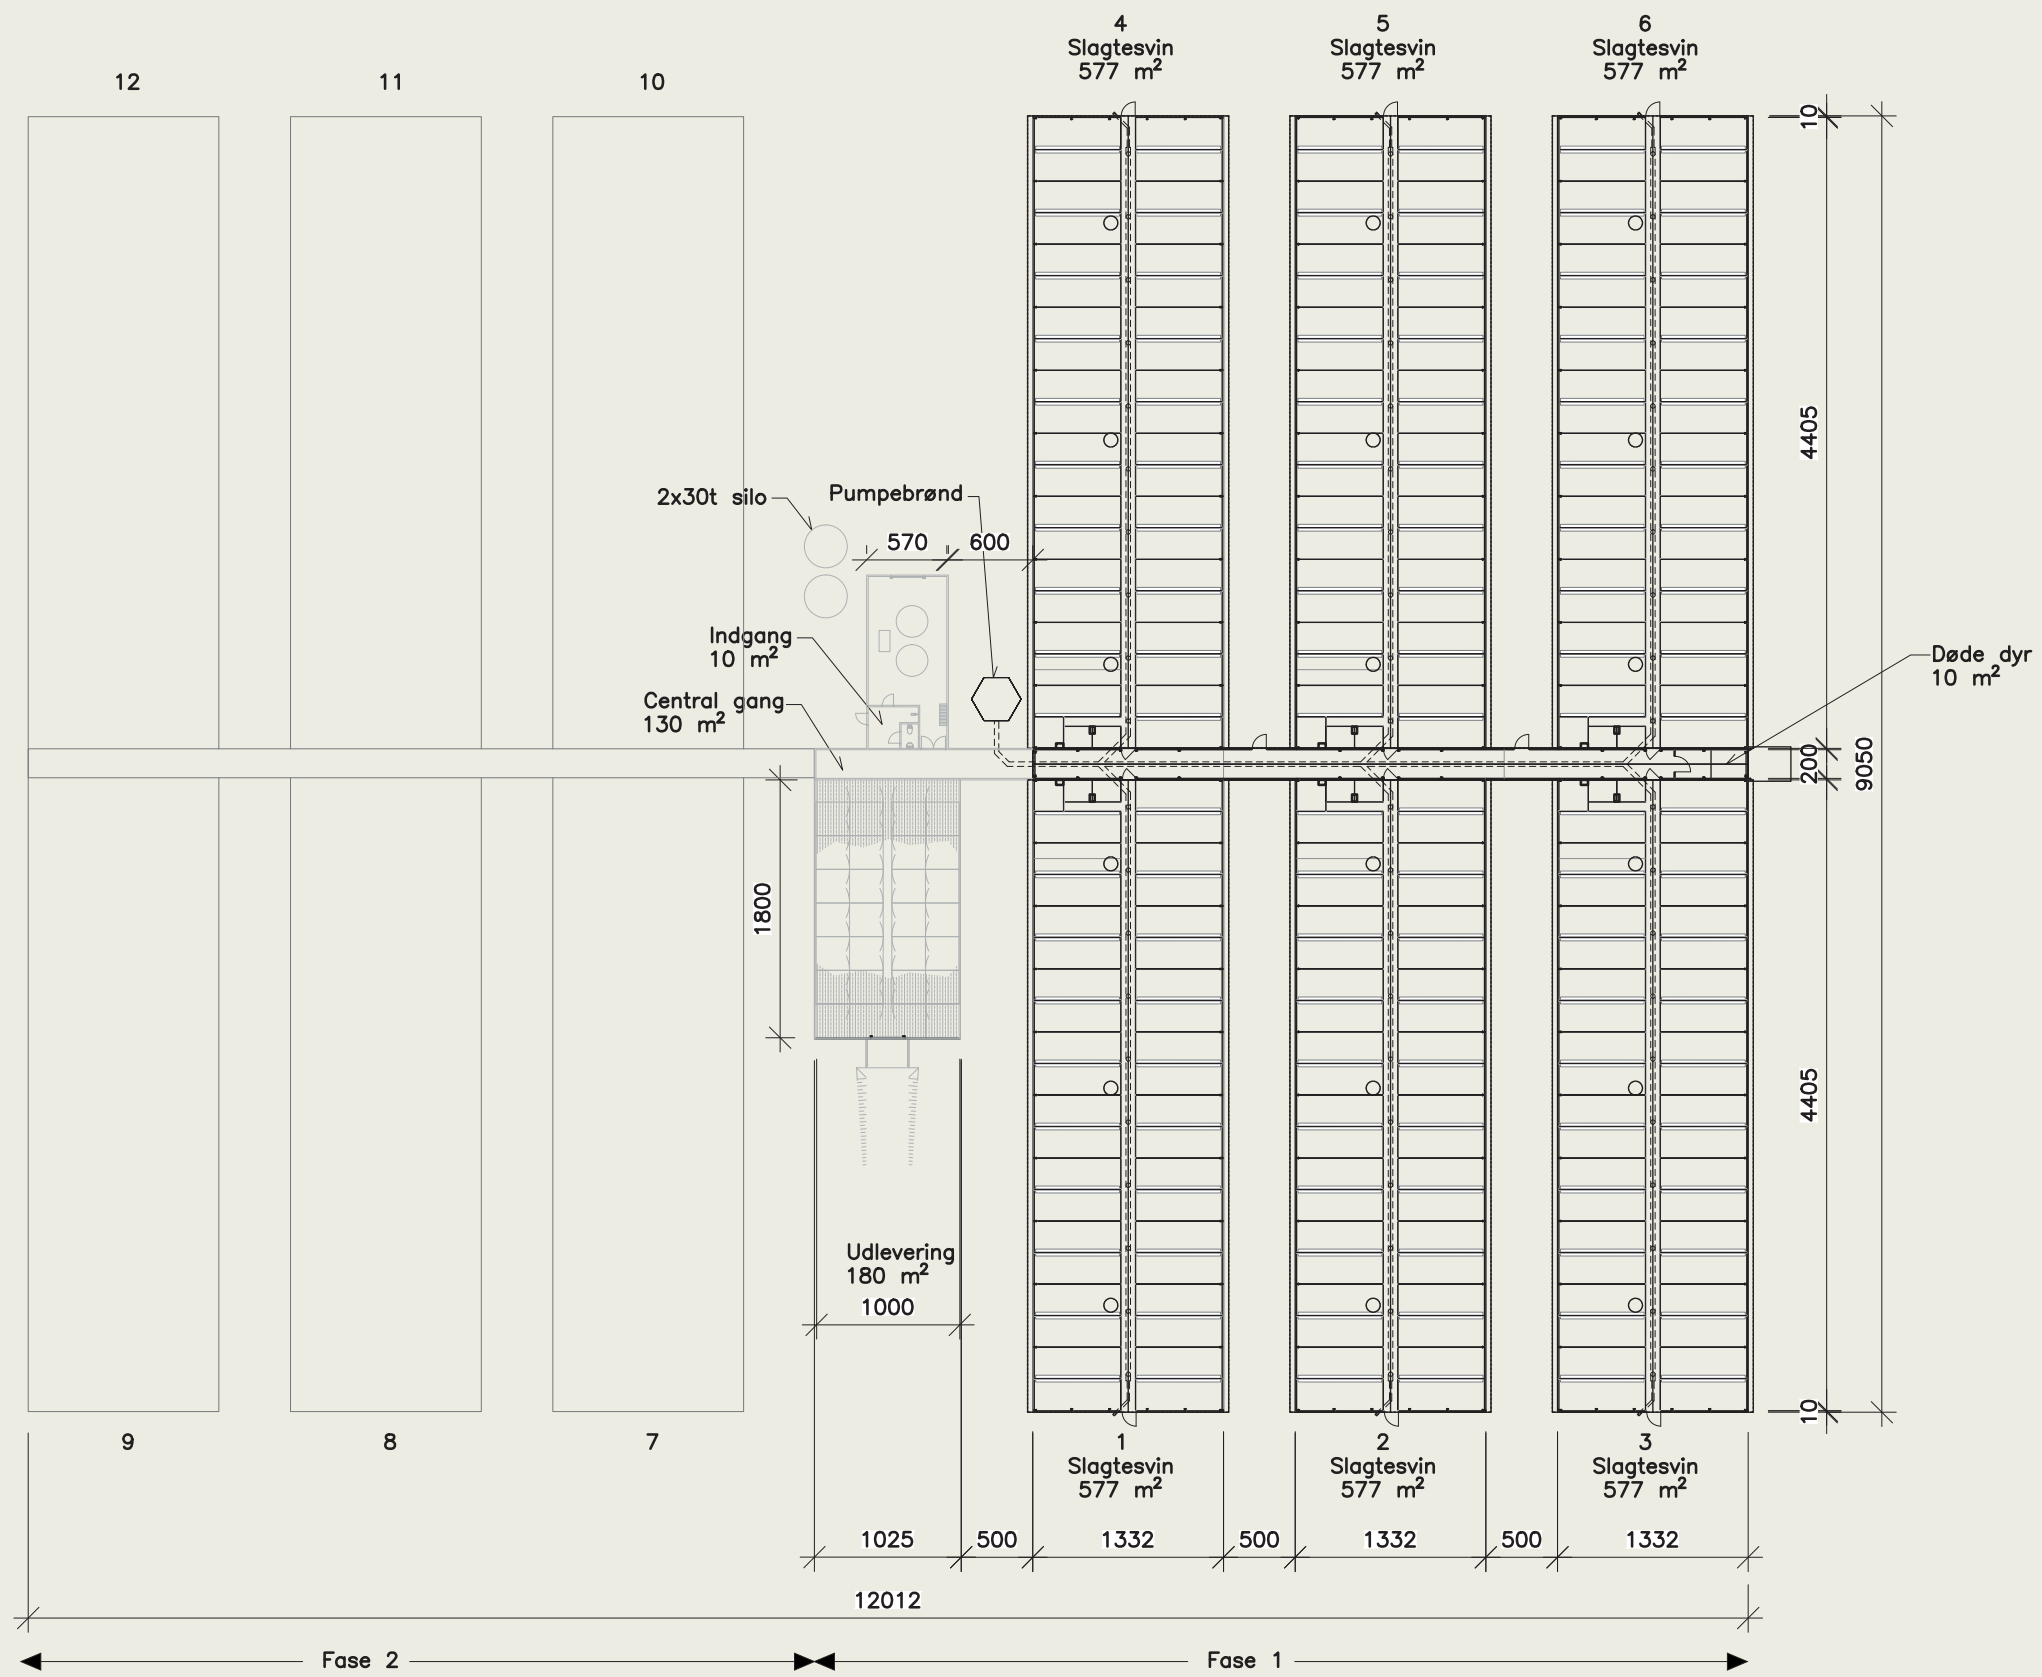 4
Slagtesvin
577 m²
5
Slagtesvin
577 m²
6
Slagtesvin
577 m²
12
11
10
10
4405
2x30t silo
Pumpebrønd
570
600
Indgang
10 m²
Central gang
130 m²
Døde dyr
10 m²
200
9050
1800
4405
Udlevering
180 m²
1000
10
9
8
7
1
Slagtesvin
577 m²
2
Slagtesvin
577 m²
3
Slagtesvin
577 m²
1025
500
1332
500
1332
500
1332
12012
Fase 2
Fase 1